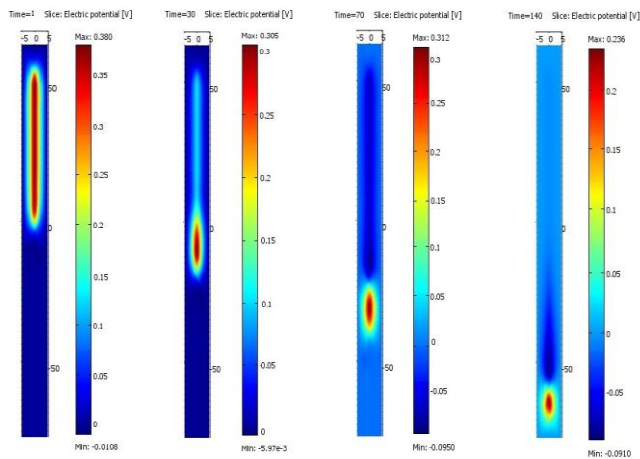 Time=1 Slice: Electric potential [V]
-5 0 5
Max: 0.380
0.35
0.3
0.25
0.2
0.15
0.1
0.05
0
Min: -0.0108
50
0
-50
Time=30 Slice: Electric potential [V]
-5 0 5
Max: 0.305
0.3
0.25
0.2
0.15
0.1
0.05
0
Min: -5.97e-3
50
0
-50
Time=70 Slice: Electric potential [V]
-5 0 5
Max: 0.312
0.3
0.25
0.2
0.15
0.1
0.05
0
-0.05
Min: -0.0950
50
0
-50
Time=140 Slice: Electric potential [V]
-5 0 5
Max: 0.236
0.2
0.15
0.1
0.05
0
-0.05
Min: -0.0910
50
0
-50